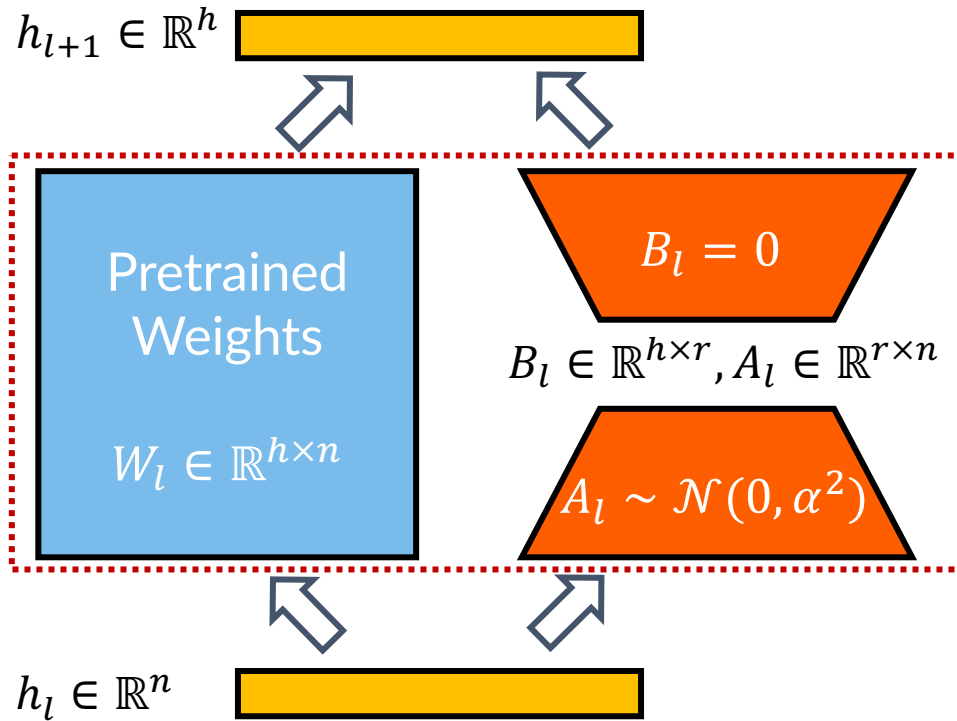 h_{l+1} ∈ ℝ^h
Pretrained
Weights
W_l ∈ ℝ^{h×n}
B_l = 0
B_l ∈ ℝ^{h×r}, A_l ∈ ℝ^{r×n}
A_l ~ 𝒩(0, α^2)
h_l ∈ ℝ^n